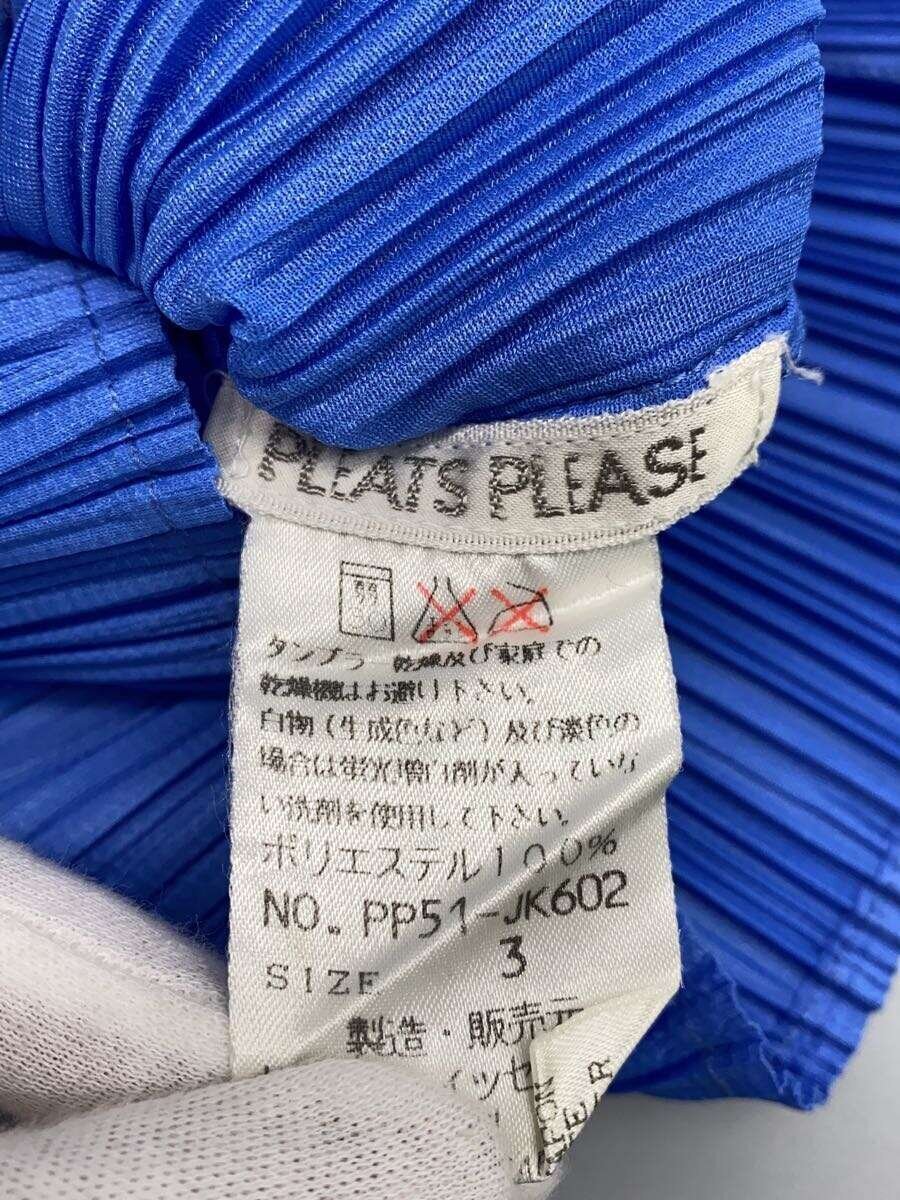 PLEATS PLEASE
タンブラー乾燥及び家庭での
乾燥機はお避け下さい。
白物(生成色など)及び淡色の
場合は蛍光増白剤が入っていな
い洗剤を使用して下さい。
ポリエステル100%
NO. PP51-JK602
SIZE 3
製造・販売元